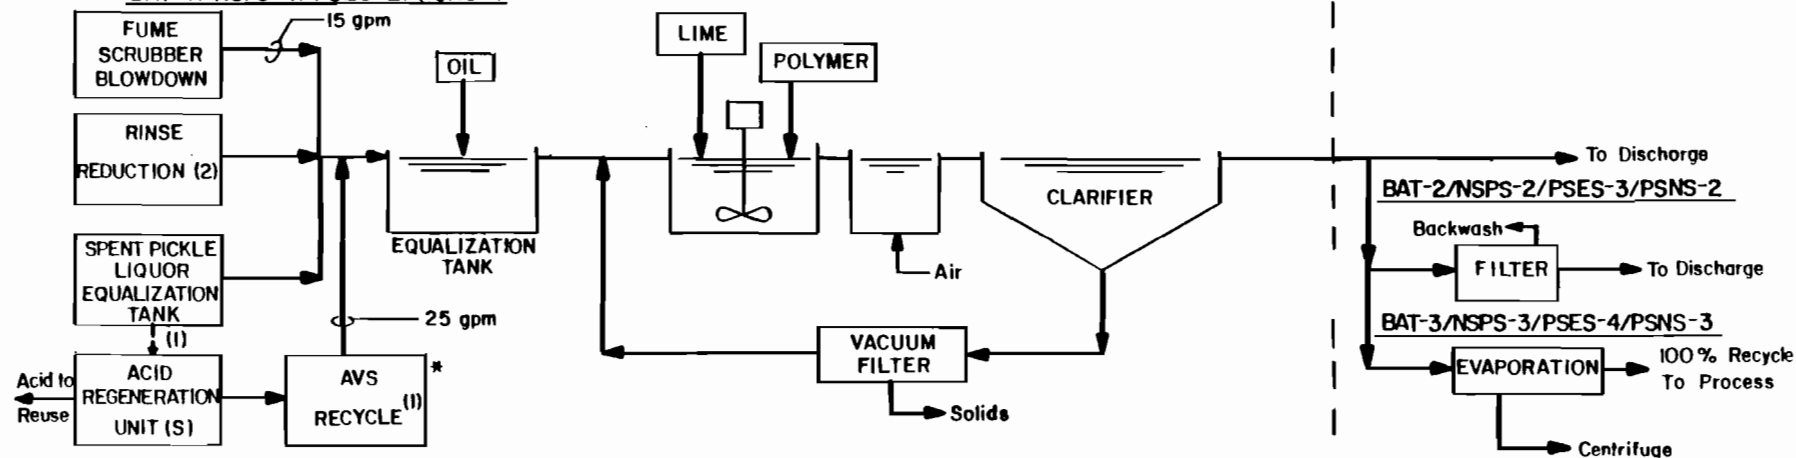 FUME
SCRUBBER
BLOWDOWN
15 gpm
RINSE
REDUCTION (2)
SPENT PICKLE
LIQUOR
EQUALIZATION
TANK
(1)
ACID
REGENERATION
UNIT (S)
Acid to
Reuse
AVS
RECYCLE (1)
*
25 gpm
OIL
EQUALIZATION
TANK
LIME
POLYMER
Air
CLARIFIER
VACUUM
FILTER
Solids
To Discharge
BAT-2/NSPS-2/PSES-3/PSNS-2
Backwash
FILTER
To Discharge
BAT-3/NSPS-3/PSES-4/PSNS-3
EVAPORATION
100% Recycle
To Process
Centrifuge